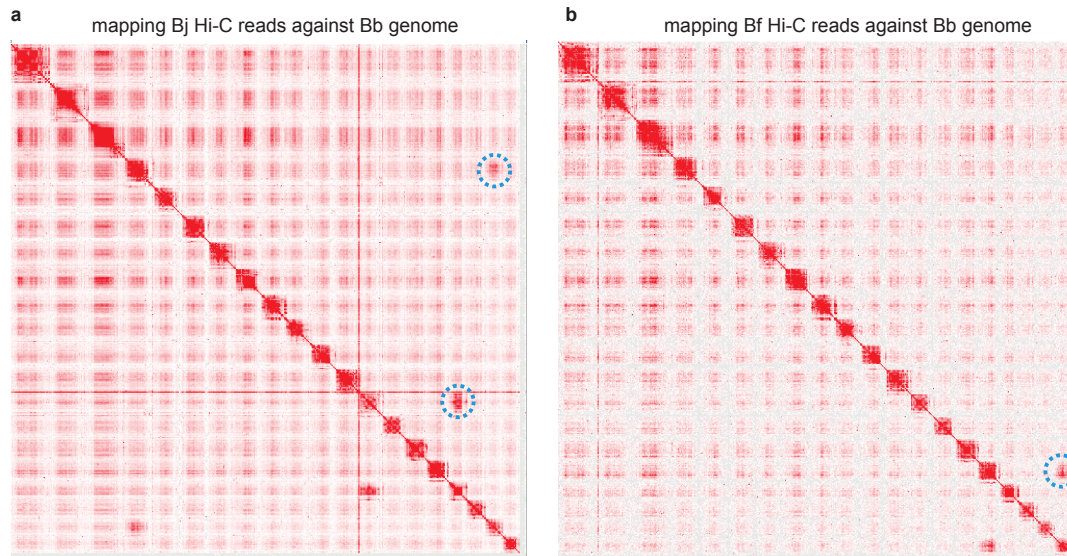 a
mapping Bj Hi-C reads against Bb genome
b
mapping Bf Hi-C reads against Bb genome